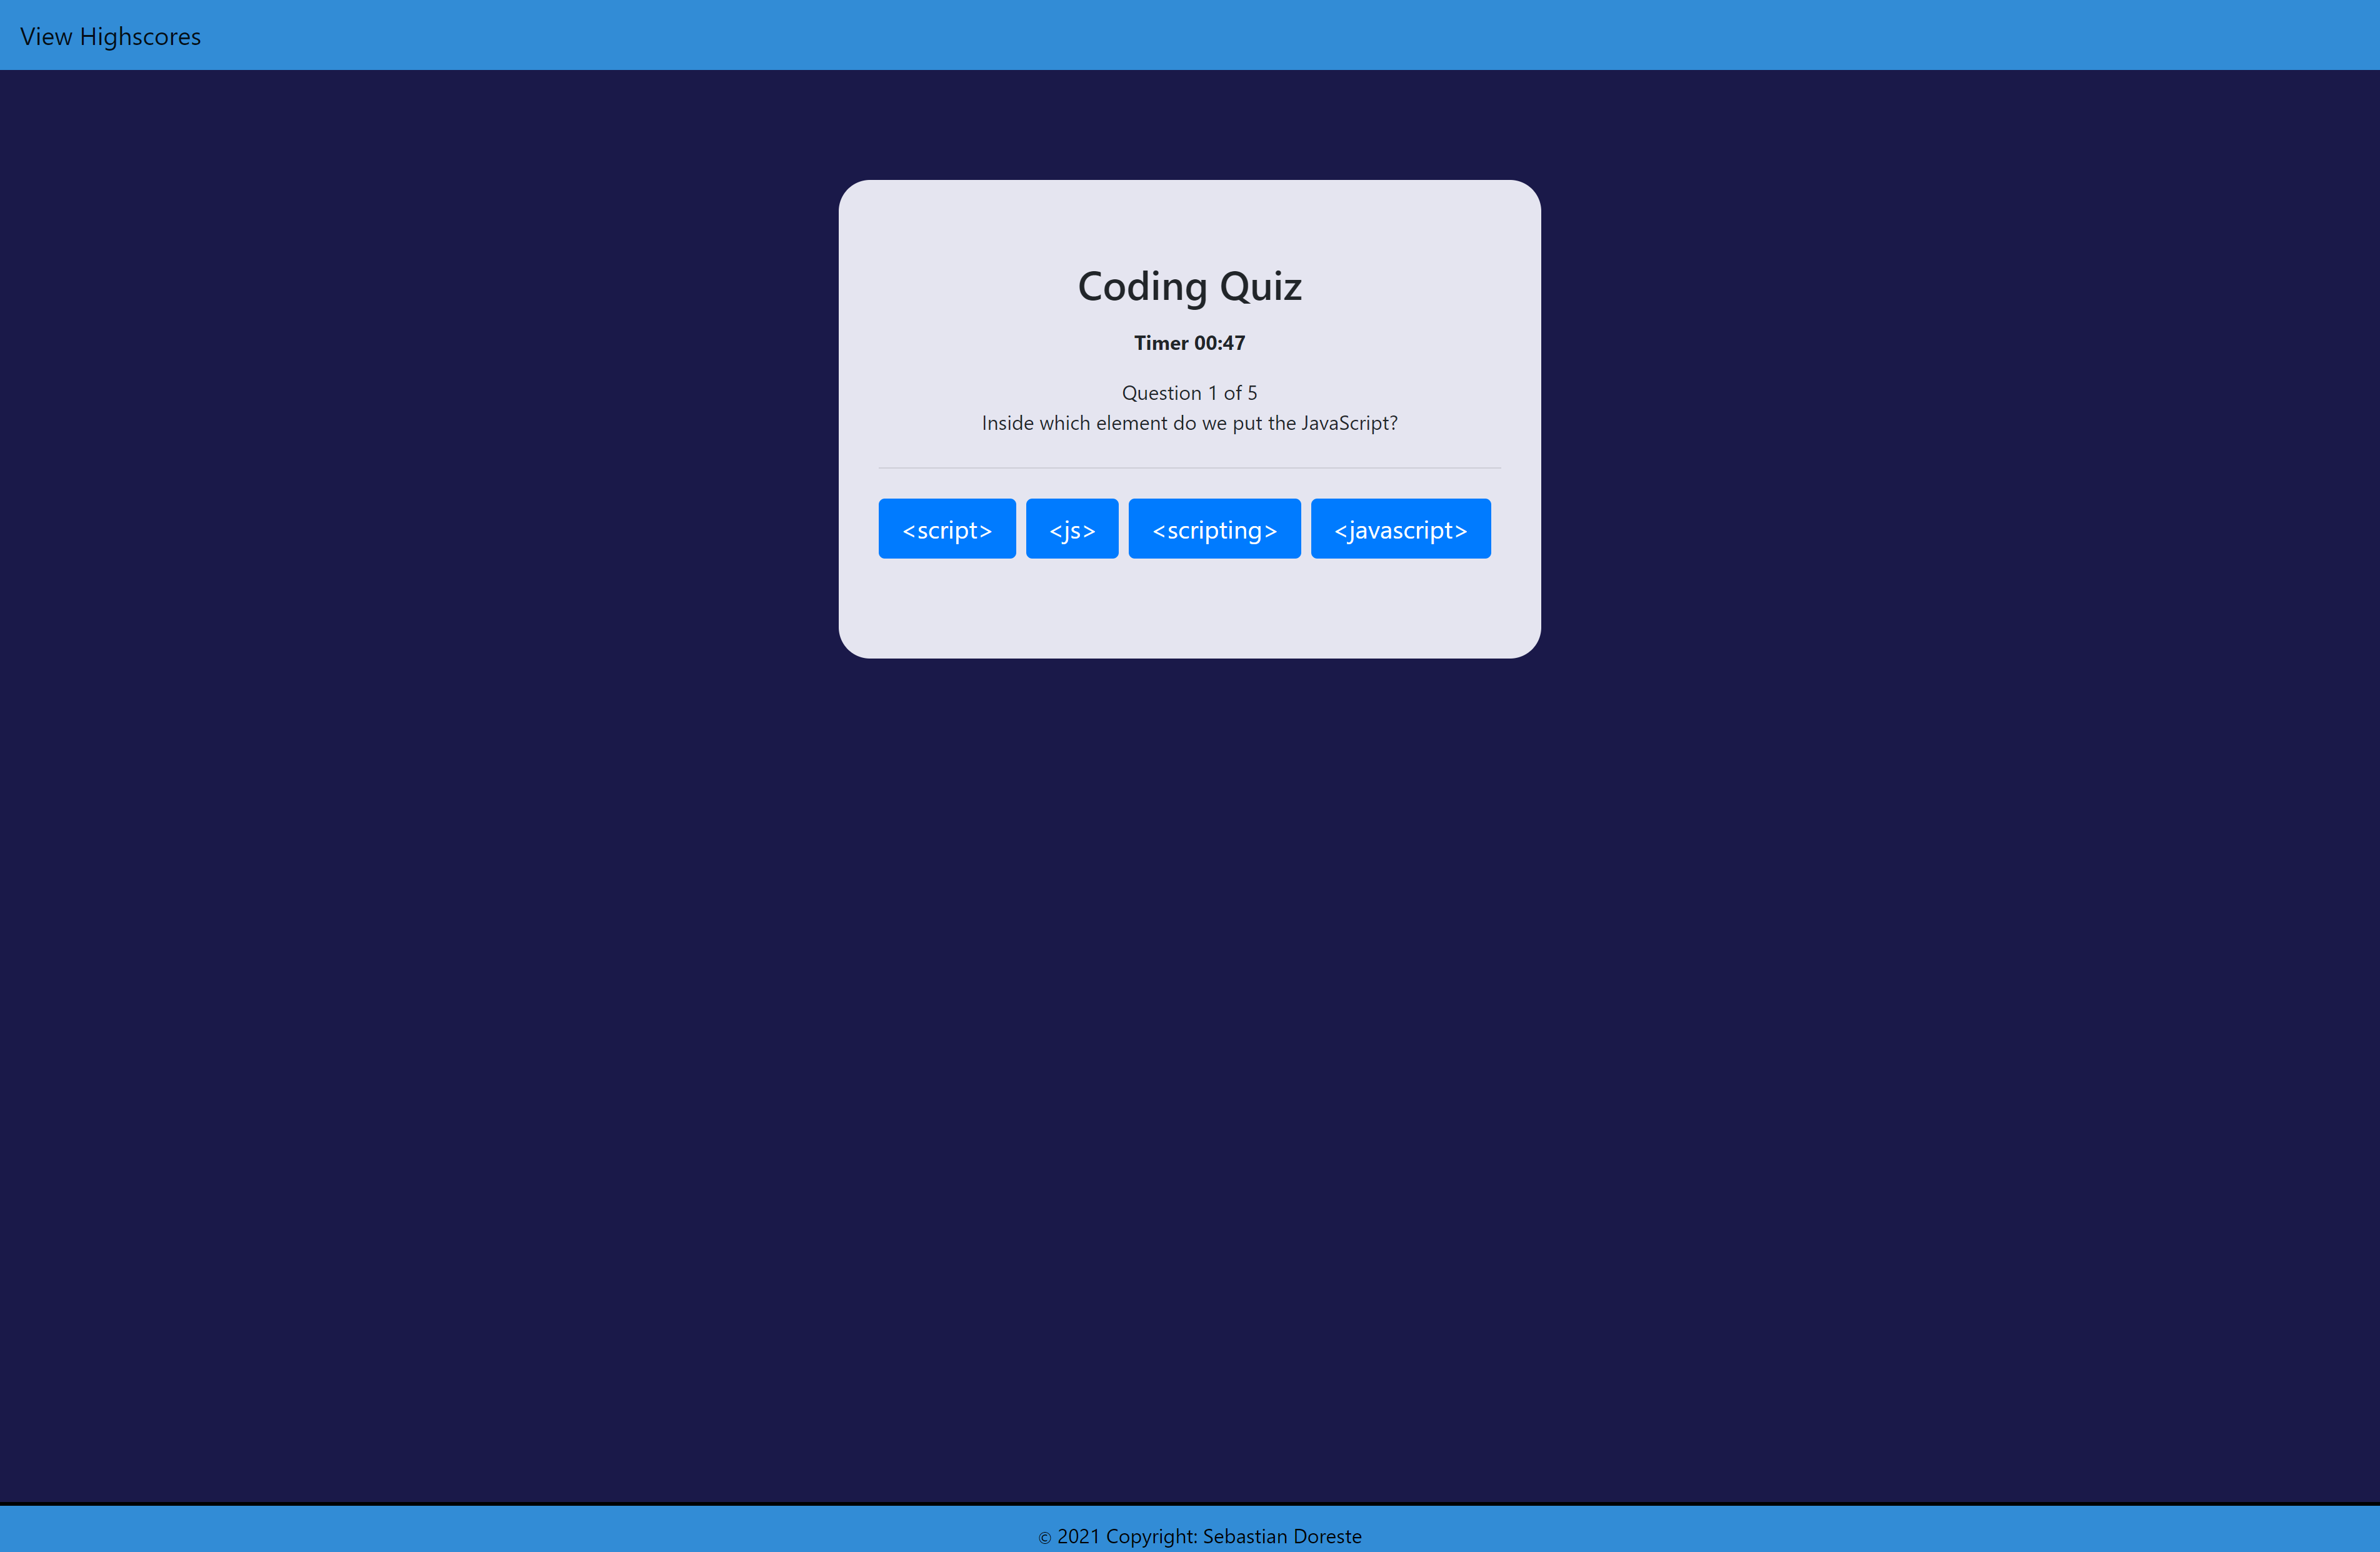 View Highscores
Coding Quiz
Timer 00:47
Question 1 of 5
Inside which element do we put the JavaScript?
<script> <js> <scripting> <javascript>
© 2021 Copyright: Sebastian Doreste